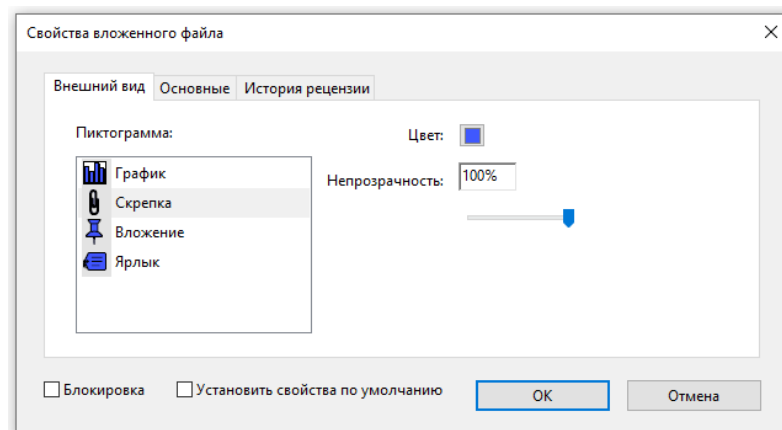 Свойства вложенного файла
Внешний вид Основные История рецензии
Пиктограмма:
Цвет:
График
Непрозрачность: 100%
Скрепка
Вложение
Ярлык
Блокировка Установить свойства по умолчанию ОК Отмена